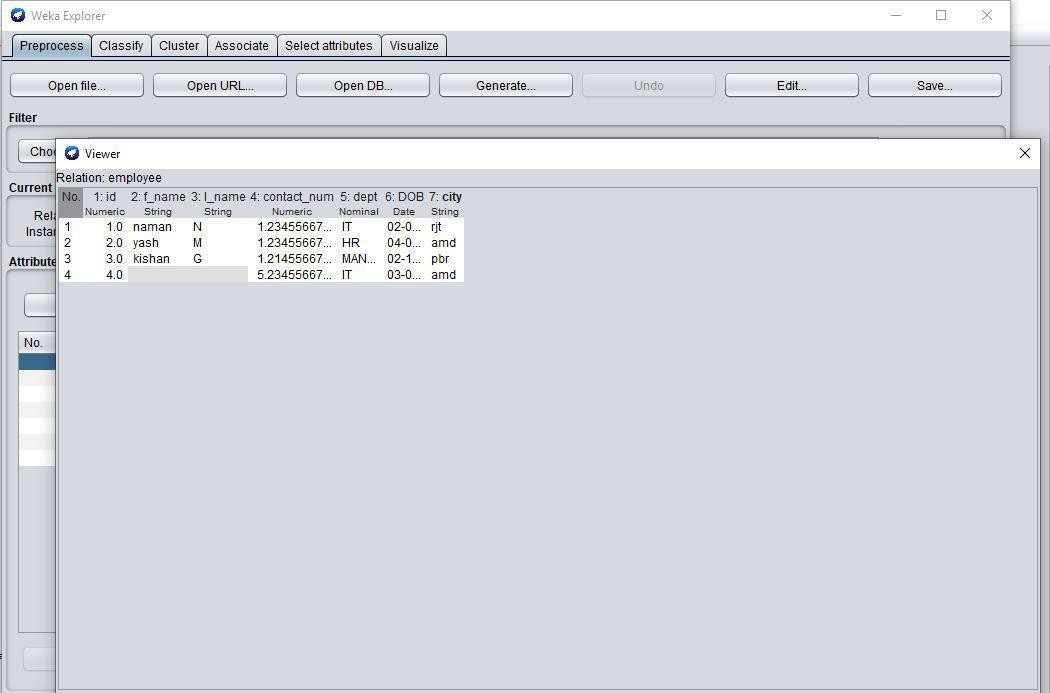 Weka Explorer
Preprocess Classify Cluster Associate Select attributes Visualize
Open file... Open URL... Open DB... Generate... Undo Edit... Save...
Filter
Choo
Viewer
Relation: employee
Current
Rela
Instan
Attribute
No.
No. 1: id 2: f_name 3: l_name 4: contact_num 5: dept 6: DOB 7: city
Numeric String String Numeric Nominal Date String
1 1.0 naman N 1.23455667... IT 02-0... rjt
2 2.0 yash M 1.23455667... HR 04-0... amd
3 3.0 kishan G 1.21455667... MAN... 02-1... pbr
4 4.0 5.23455667... IT 03-0... amd